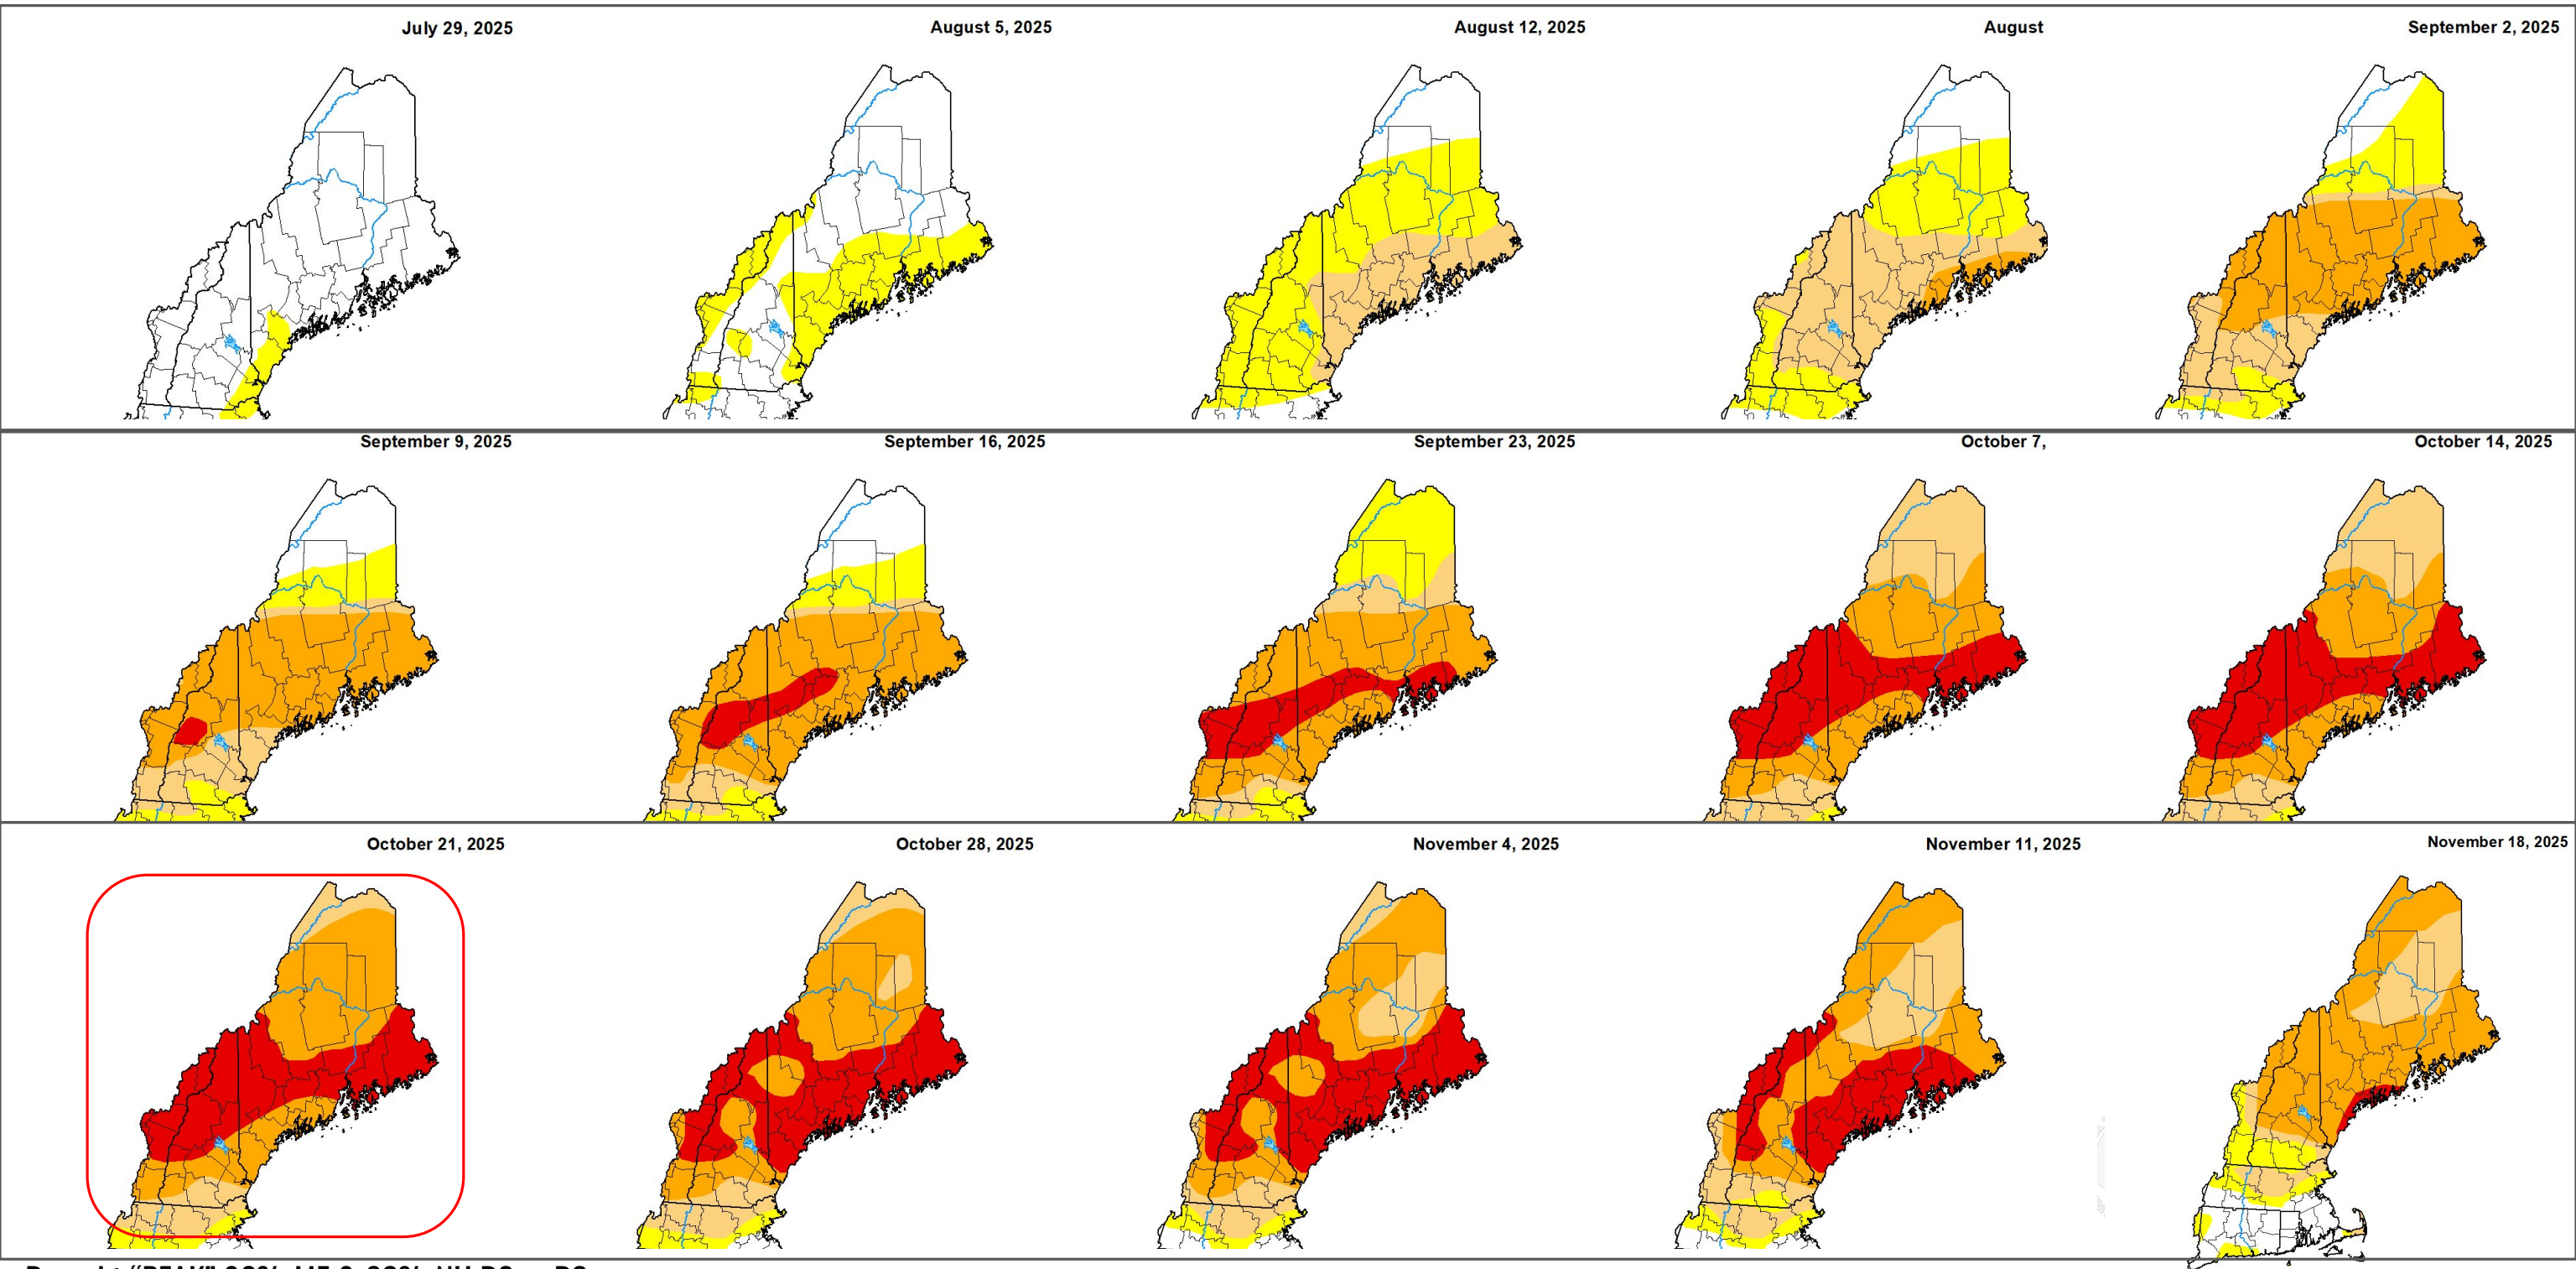 July 29, 2025
August 5, 2025
August 12, 2025
August
September 2, 2025
September 9, 2025
September 16, 2025
September 23, 2025
October 7,
October 14, 2025
October 21, 2025
October 28, 2025
November 4, 2025
November 11, 2025
November 18, 2025